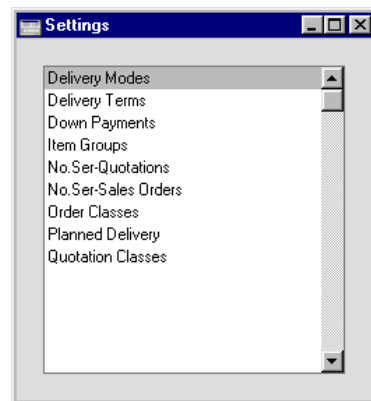 Settings
Delivery Modes
Delivery Terms
Down Payments
Item Groups
No.Ser-Quotations
No.Ser-Sales Orders
Order Classes
Planned Delivery
Quotation Classes